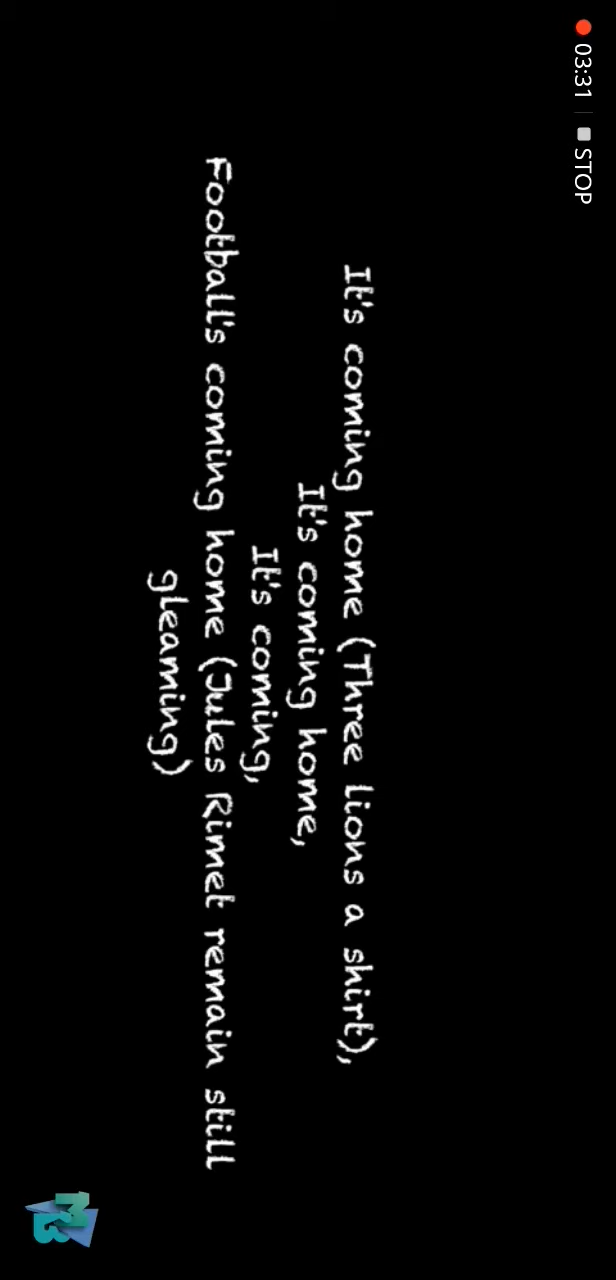 03:31 STOP
It's coming home (Three lions a shirt),
It's coming home,
It's coming,
Football's coming home (Jules Rimet remain still
gleaming)